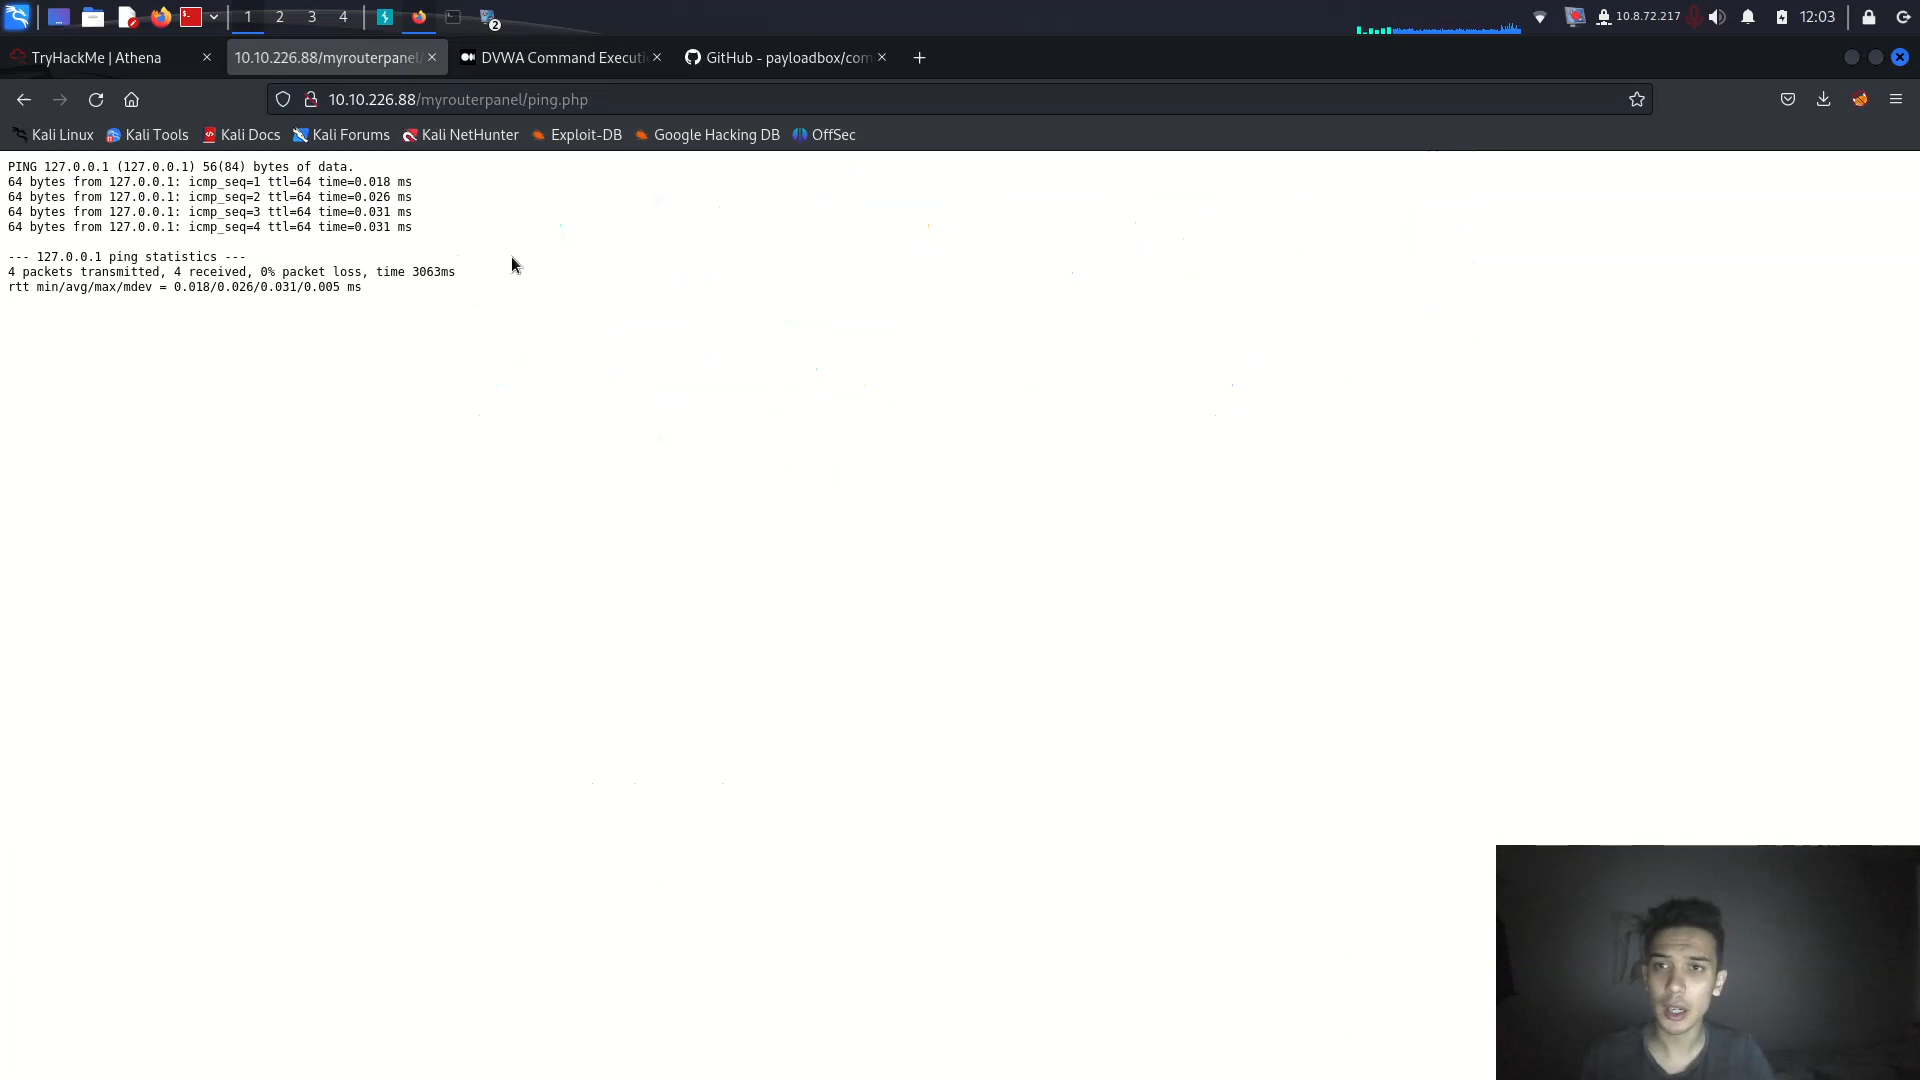 1 2 3 4 2 10.8.72.217 12:03
TryHackMe | Athena 10.10.226.88/myrouterpanel/ DVWA Command Executi GitHub - payloadbox/com
10.10.226.88/myrouterpanel/ping.php
Kali Linux Kali Tools Kali Docs Kali Forums Kali NetHunter Exploit-DB Google Hacking DB OffSec
PING 127.0.0.1 (127.0.0.1) 56(84) bytes of data.
64 bytes from 127.0.0.1: icmp_seq=1 ttl=64 time=0.018 ms
64 bytes from 127.0.0.1: icmp_seq=2 ttl=64 time=0.026 ms
64 bytes from 127.0.0.1: icmp_seq=3 ttl=64 time=0.031 ms
64 bytes from 127.0.0.1: icmp_seq=4 ttl=64 time=0.031 ms
--- 127.0.0.1 ping statistics ---
4 packets transmitted, 4 received, 0% packet loss, time 3063ms
rtt min/avg/max/mdev = 0.018/0.026/0.031/0.005 ms